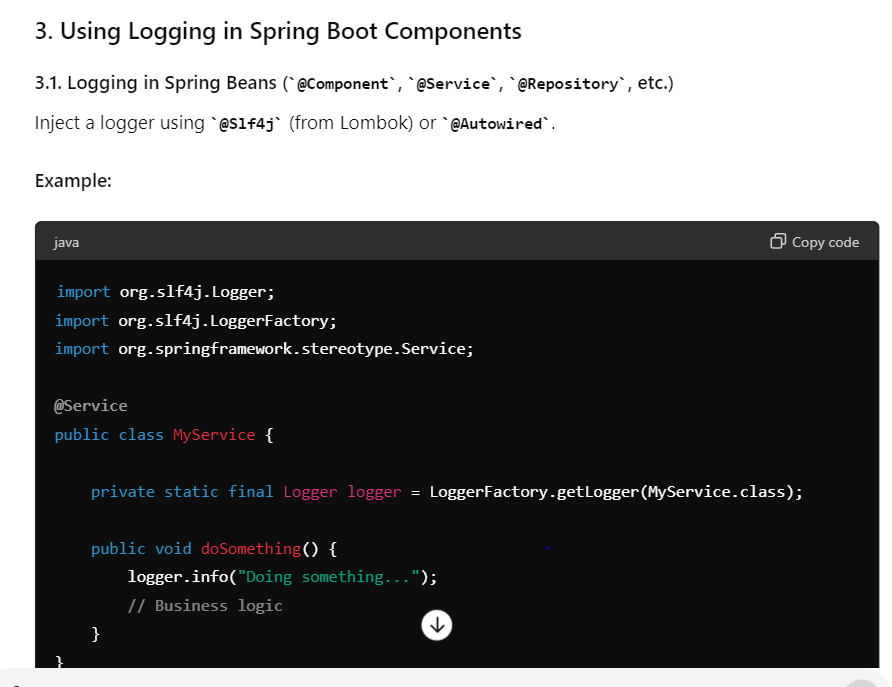 3. Using Logging in Spring Boot Components
3.1. Logging in Spring Beans (`@Component`, `@Service`, `@Repository`, etc.)
Inject a logger using `@Slf4j` (from Lombok) or `@Autowired`.
Example:
java
Copy code
import org.slf4j.Logger;
import org.slf4j.LoggerFactory;
import org.springframework.stereotype.Service;
@Service
public class MyService {
private static final Logger logger = LoggerFactory.getLogger(MyService.class);
public void doSomething() {
logger.info("Doing something...");
// Business logic
}
}